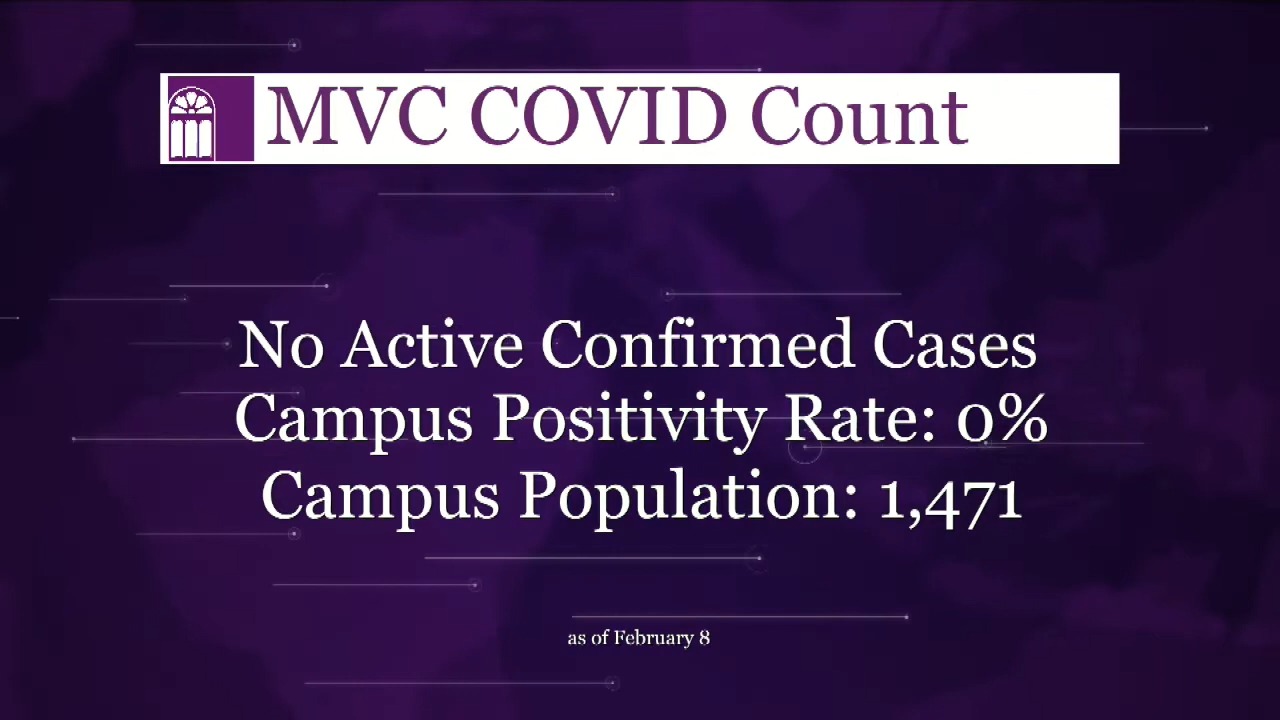 MVC COVID Count
No Active Confirmed Cases
Campus Positivity Rate: 0%
Campus Population: 1,471
as of February 8